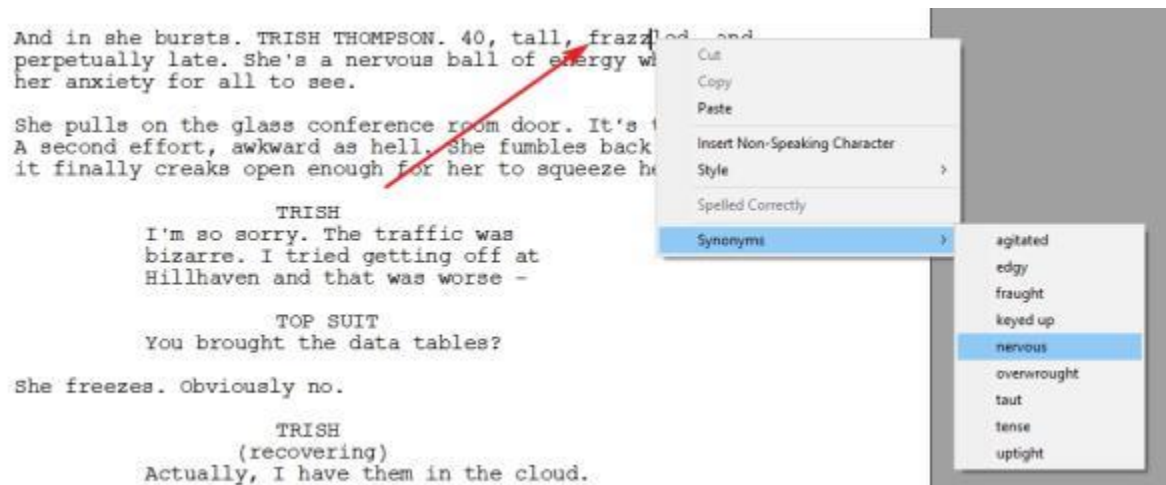 And in she bursts. TRISH THOMPSON. 40, tall, frazzled, and
perpetually late. She's a nervous ball of energy
her anxiety for all to see.
She pulls on the glass conference room door. It's
A second effort, awkward as hell. She fumbles back
it finally creaks open enough for her to squeeze
TRISH
I'm so sorry. The traffic was
bizarre. I tried getting off at
Hillhaven and that was worse –
TOP SUIT
You brought the data tables?
She freezes. Obviously no.
TRISH
(recovering)
Actually, I have them in the cloud.
Cut
Copy
Paste
Insert Non-Speaking Character
Style
Spelled Correctly
Synonyms
agitated
edgy
fraught
keyed up
nervous
overwrought
taut
tense
uptight